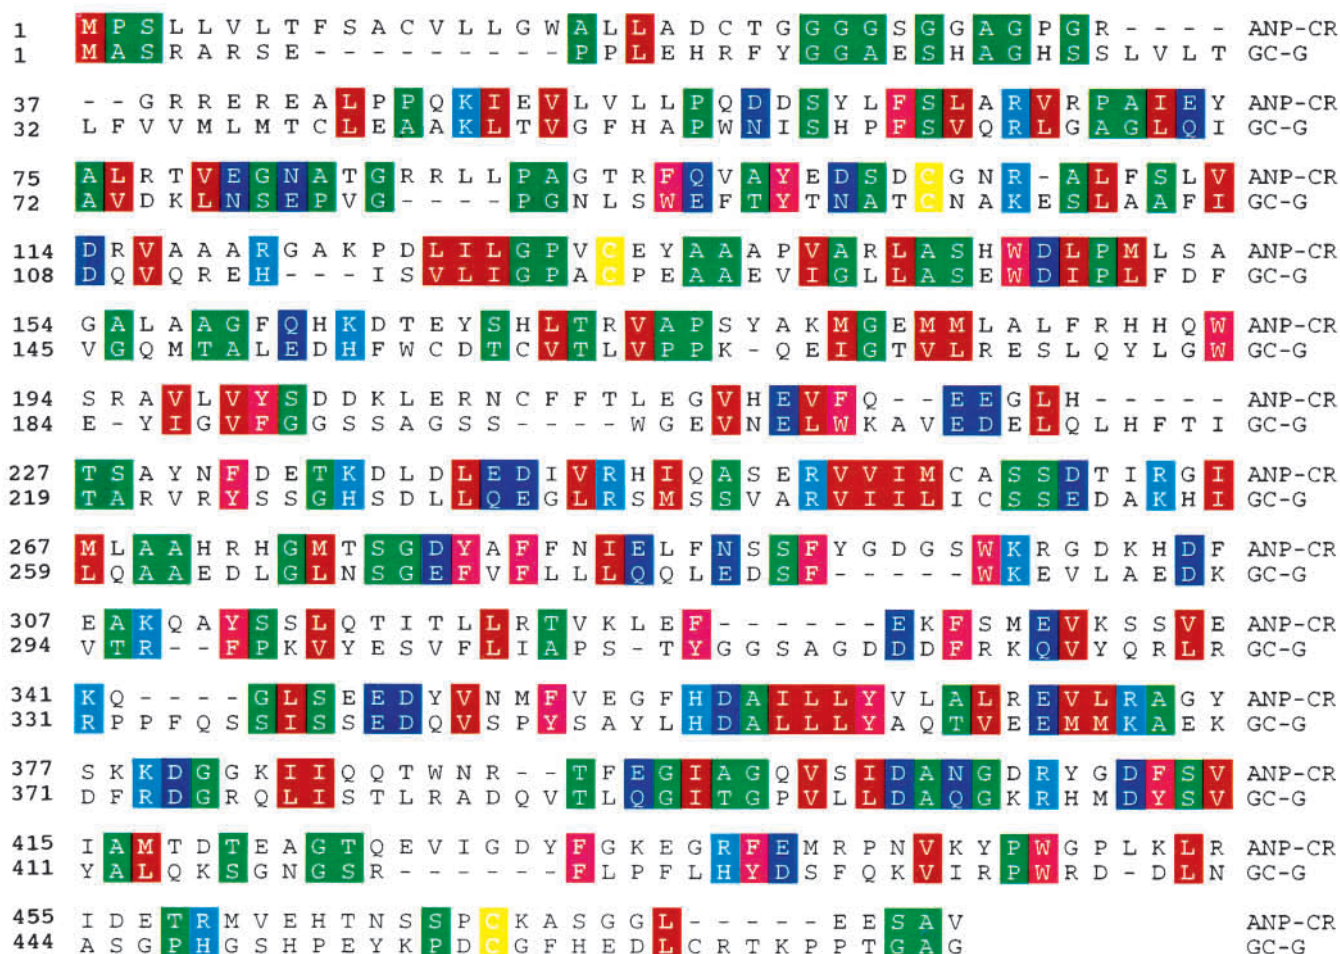 1 M P S L L V L T F S A C V L L G W A L L L A D C T G G G G S G G A G P G R - - - - ANP-CR
1 M A S R A R S E - - - - - - - - - P P L E H R F Y G G A E S H A G H S S L V L T GC-G
37 - - G R R E R E A L P P Q K I E V L V L L P Q D D S Y L F S L A R V R P A I E Y ANP-CR
32 L F V V M L M T C L E A A K L T V G F H A P W N I S H P F S V Q R L G A G L Q I GC-G
75 A L R T V E G N A T G R R L L P A G T R F Q V A Y E D S D C G N R - A L F S L V ANP-CR
72 A V D K L N S E P V G - - - - P G N L S W E F T Y T N A T C N A K E S L A A F I GC-G
114 D R V A A A R G A K P D L I L G P V C E Y A A A P V A R L A S H W D L P M L S A ANP-CR
108 D Q V Q R E H - - - I S V L I G P A C P E A A E V I G L L A S E W D I P L F D F GC-G
154 G A L A A G F Q H K D T E Y S H L T R V A P S Y A K M G E M M L A L F R H H Q W ANP-CR
145 V G Q M T A L E D H F W C D T C V T L V P P K - Q E I G T V L R E S L Q Y L G W GC-G
194 S R A V L V Y S D D K L E R N C F F T L E G V H E V F Q - - E E G L H - - - - - ANP-CR
184 E - Y I G V F G G S S A G S S - - - - W G E V N E L W K A V E D E L Q L H F T I GC-G
227 T S A Y N F D E T K D L D L E D I V R H I Q A S E R V V I M C A S S D T I R G I ANP-CR
219 T A R V R Y S S G H S D L L Q E G L R S M S S V A R V I I L I C S S E D A K H I GC-G
267 M L A A H R H G M T S G D Y A F F N I E L F N S S F Y G D G S W K R G D K H D F ANP-CR
259 L Q A A E D L G L N S G E F V F L L L Q Q L E D S F - - - - - W K E V L A E D K GC-G
307 E A K Q A Y S S L Q T I T L L R T V K L E F - - - - - - E K F S M E V K S S V E ANP-CR
294 V T R - - F P K V Y E S V F L I A P S - T Y G G S A G D D D F R K Q V Y Q R L R GC-G
341 K Q - - - - G L S E E D Y V N M F V E G F H D A I L L Y V L A L R E V L R A G Y ANP-CR
331 R P P F Q S S I S S E D Q V S P Y S A Y L H D A L L L Y A Q T V E E M M K A E K GC-G
377 S K K D G G K I I Q Q T W N R - - T F E G I A G Q V S I D A N G D R Y G D F S V ANP-CR
371 D F R D G R Q L I S T L R A D Q V T L Q G I T G P V L L D A Q G K R H M D Y S V GC-G
415 I A M T D T E A G T Q E V I G D Y F G K E G R F E M R P N V K Y P W G P L K L R ANP-CR
411 Y A L Q K S G N G S R - - - - - - F L P F L H Y D S F Q K V I R P W R D - D L N GC-G
455 I D E T R M V E H T N S S P C K A S G G L - - - - - E E S A V ANP-CR
444 A S G P H G S H P E Y K P D C G F H E D L C R T K P P T G A G GC-G